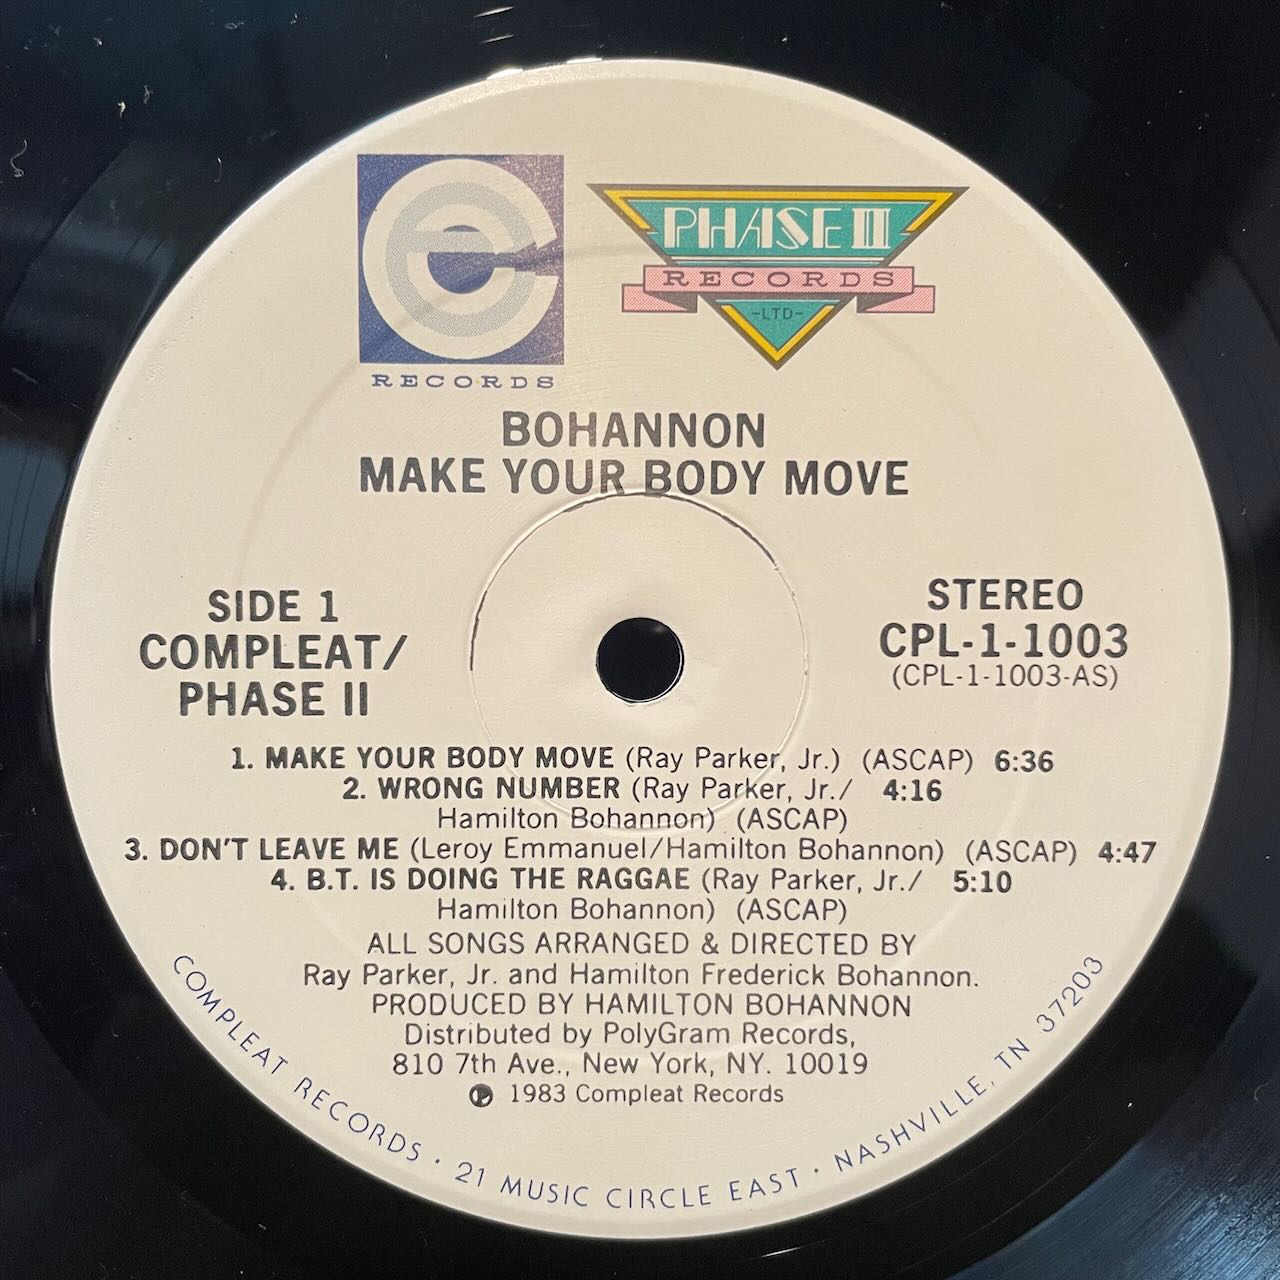 RECORDS
PHASE II
RECORDS
-LTD-
BOHANNON
MAKE YOUR BODY MOVE
SIDE 1
COMPLEAT/
PHASE II
STEREO
CPL-1-1003
(CPL-1-1003-AS)
1. MAKE YOUR BODY MOVE (Ray Parker, Jr.) (ASCAP) 6:36
2. WRONG NUMBER (Ray Parker, Jr./ 4:16
Hamilton Bohannon) (ASCAP)
3. DON'T LEAVE ME (Leroy Emmanuel/Hamilton Bohannon) (ASCAP) 4:47
4. B.T. IS DOING THE RAGGAE (Ray Parker, Jr./ 5:10
Hamilton Bohannon) (ASCAP)
ALL SONGS ARRANGED & DIRECTED BY
Ray Parker, Jr. and Hamilton Frederick Bohannon.
PRODUCED BY HAMILTON BOHANNON
Distributed by PolyGram Records,
810 7th Ave., New York, NY. 10019
℗ 1983 Compleat Records
COMPLEAT RECORDS · 21 MUSIC CIRCLE EAST · NASHVILLE, TN 37203